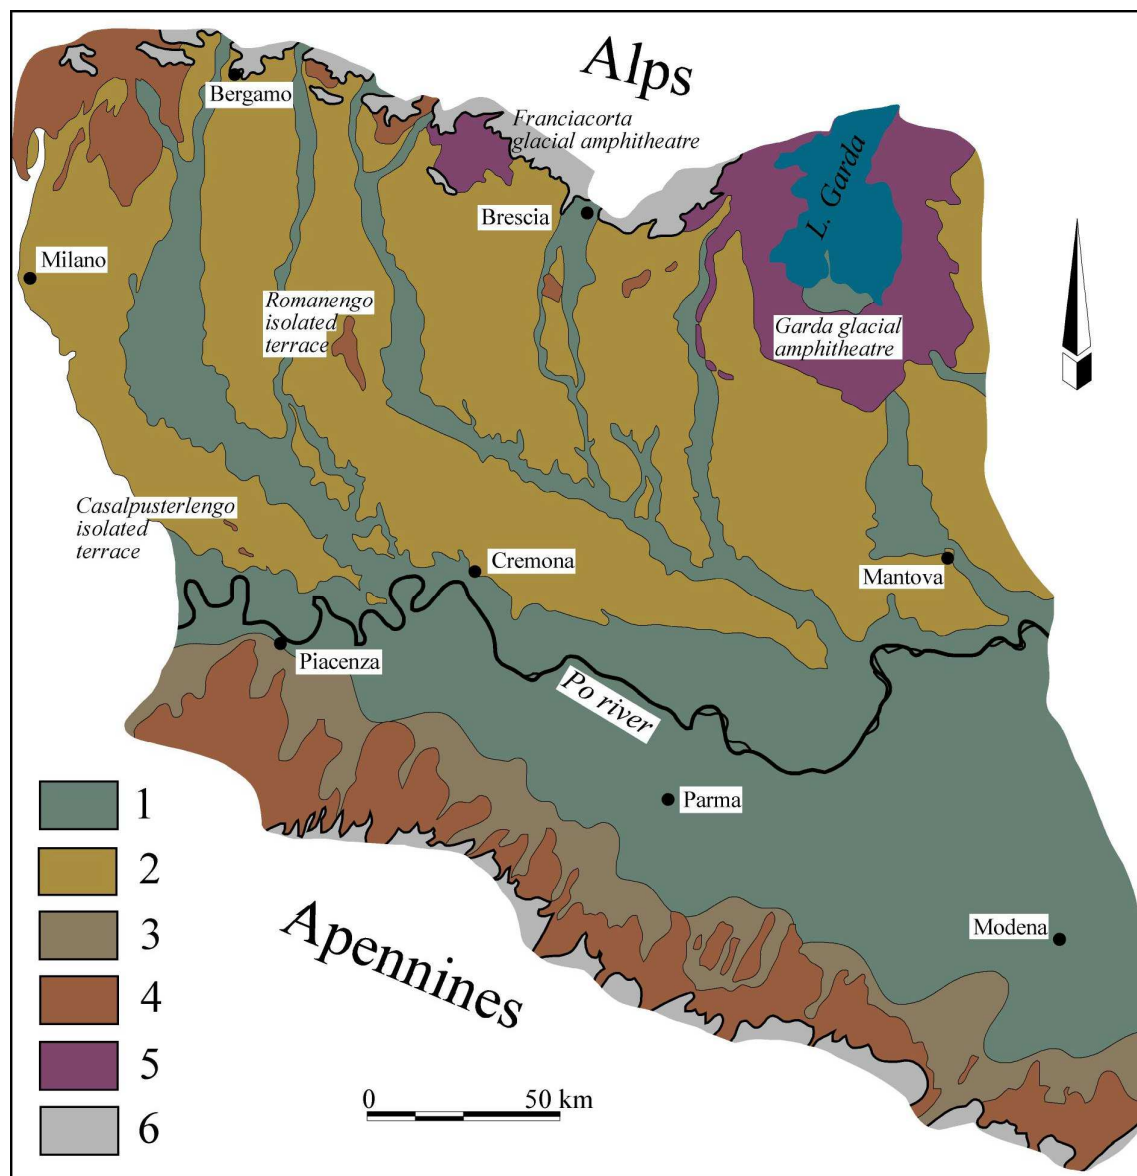 Alps
Bergamo
Franciacorta
glacial amphitheatre
L. Garda
Brescia
Milano
Romanengo
isolated
terrace
Garda glacial
amphitheatre
Casalpusterlengo
isolated
terrace
Cremona
Mantova
Piacenza
Po river
Parma
Modena
Apennines
1
2
3
4
5
6
0 50 km